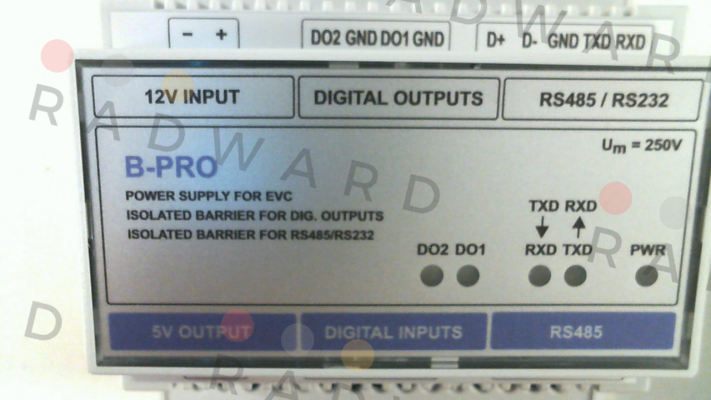 - + DO2 GND DO1 GND D+ D- GND TXD RXD
12V INPUT DIGITAL OUTPUTS RS485 / RS232
Um = 250V
B-PRO
POWER SUPPLY FOR EVC
ISOLATED BARRIER FOR DIG. OUTPUTS
ISOLATED BARRIER FOR RS485/RS232
TXD RXD
DO2 DO1 RXD TXD PWR
5V OUTPUT DIGITAL INPUTS RS485
RADWARD
RADWARD